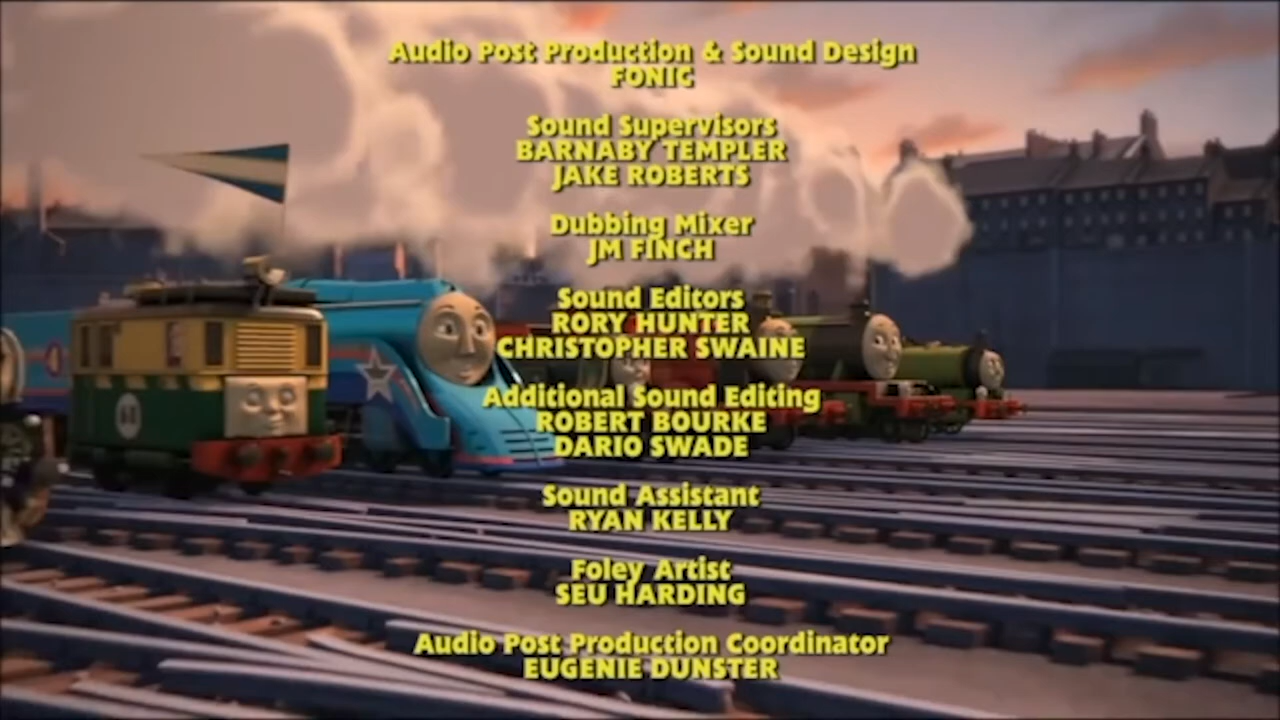 Audio Post Production & Sound Design
FONIC
Sound Supervisors
BARNABY TEMPLER
JAKE ROBERTS
Dubbing Mixer
JM FINCH
Sound Editors
RORY HUNTER
CHRISTOPHER SWAINE
Additional Sound Editing
ROBERT BOURKE
DARIO SWADE
Sound Assistant
RYAN KELLY
Foley Artist
SEU HARDING
Audio Post Production Coordinator
EUGENIE DUNSTER